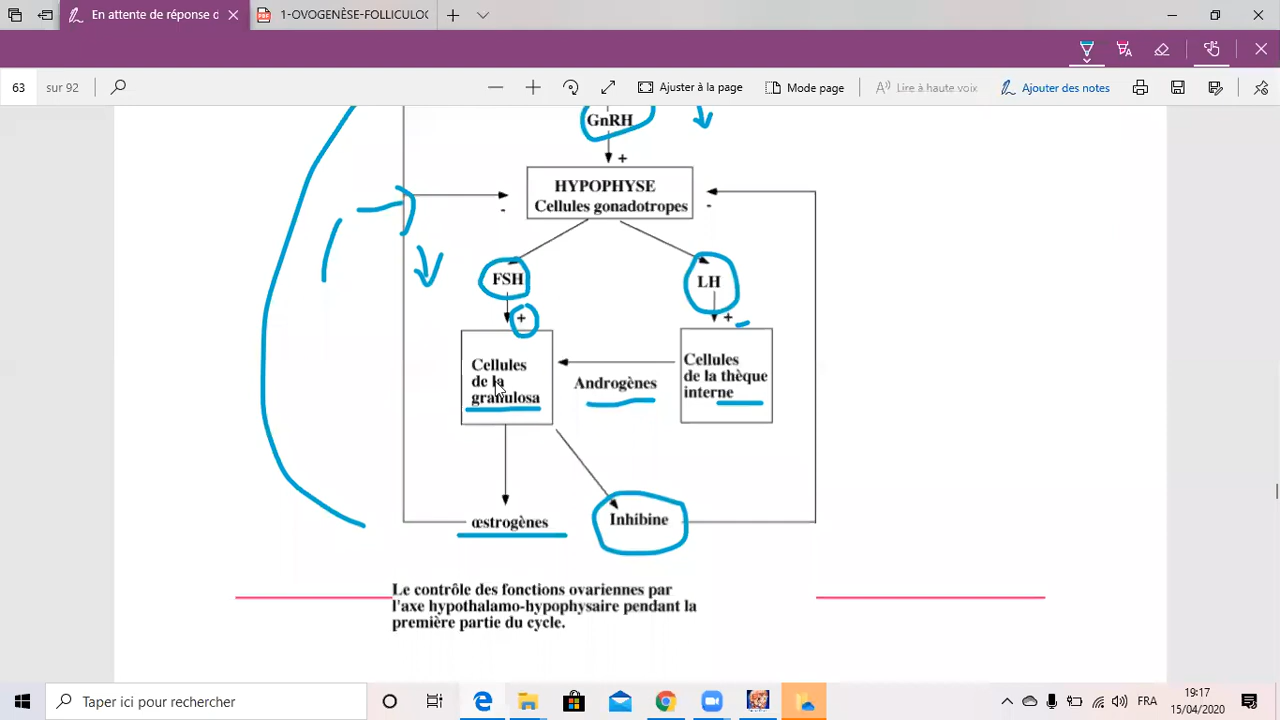 En attente de réponse d
1-OVOGENÈSE-FOLLICULO
63 sur 92
Ajuster à la page
Mode page
Lire à haute voix
Ajouter des notes
GnRH
+
HYPOPHYSE
Cellules gonadotropes
-
-
FSH
LH
+
+
Cellules
de la
granulosa
Androgènes
Cellules
de la thèque
interne
œstrogènes
Inhibine
Le contrôle des fonctions ovariennes par
l'axe hypothalamo-hypophysaire pendant la
première partie du cycle.
Taper ici pour rechercher
FRA
19:17
15/04/2020